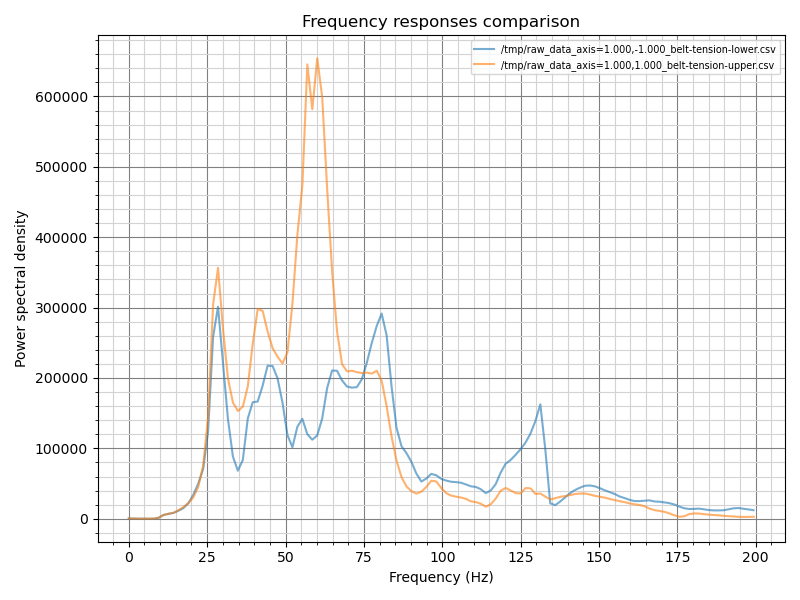 Frequency responses comparison
/tmp/raw_data_axis=1.000,-1.000_belt-tension-lower.csv
/tmp/raw_data_axis=1.000,1.000_belt-tension-upper.csv
Power spectral density
600000
500000
400000
300000
200000
100000
0
0 25 50 75 100 125 150 175 200
Frequency (Hz)